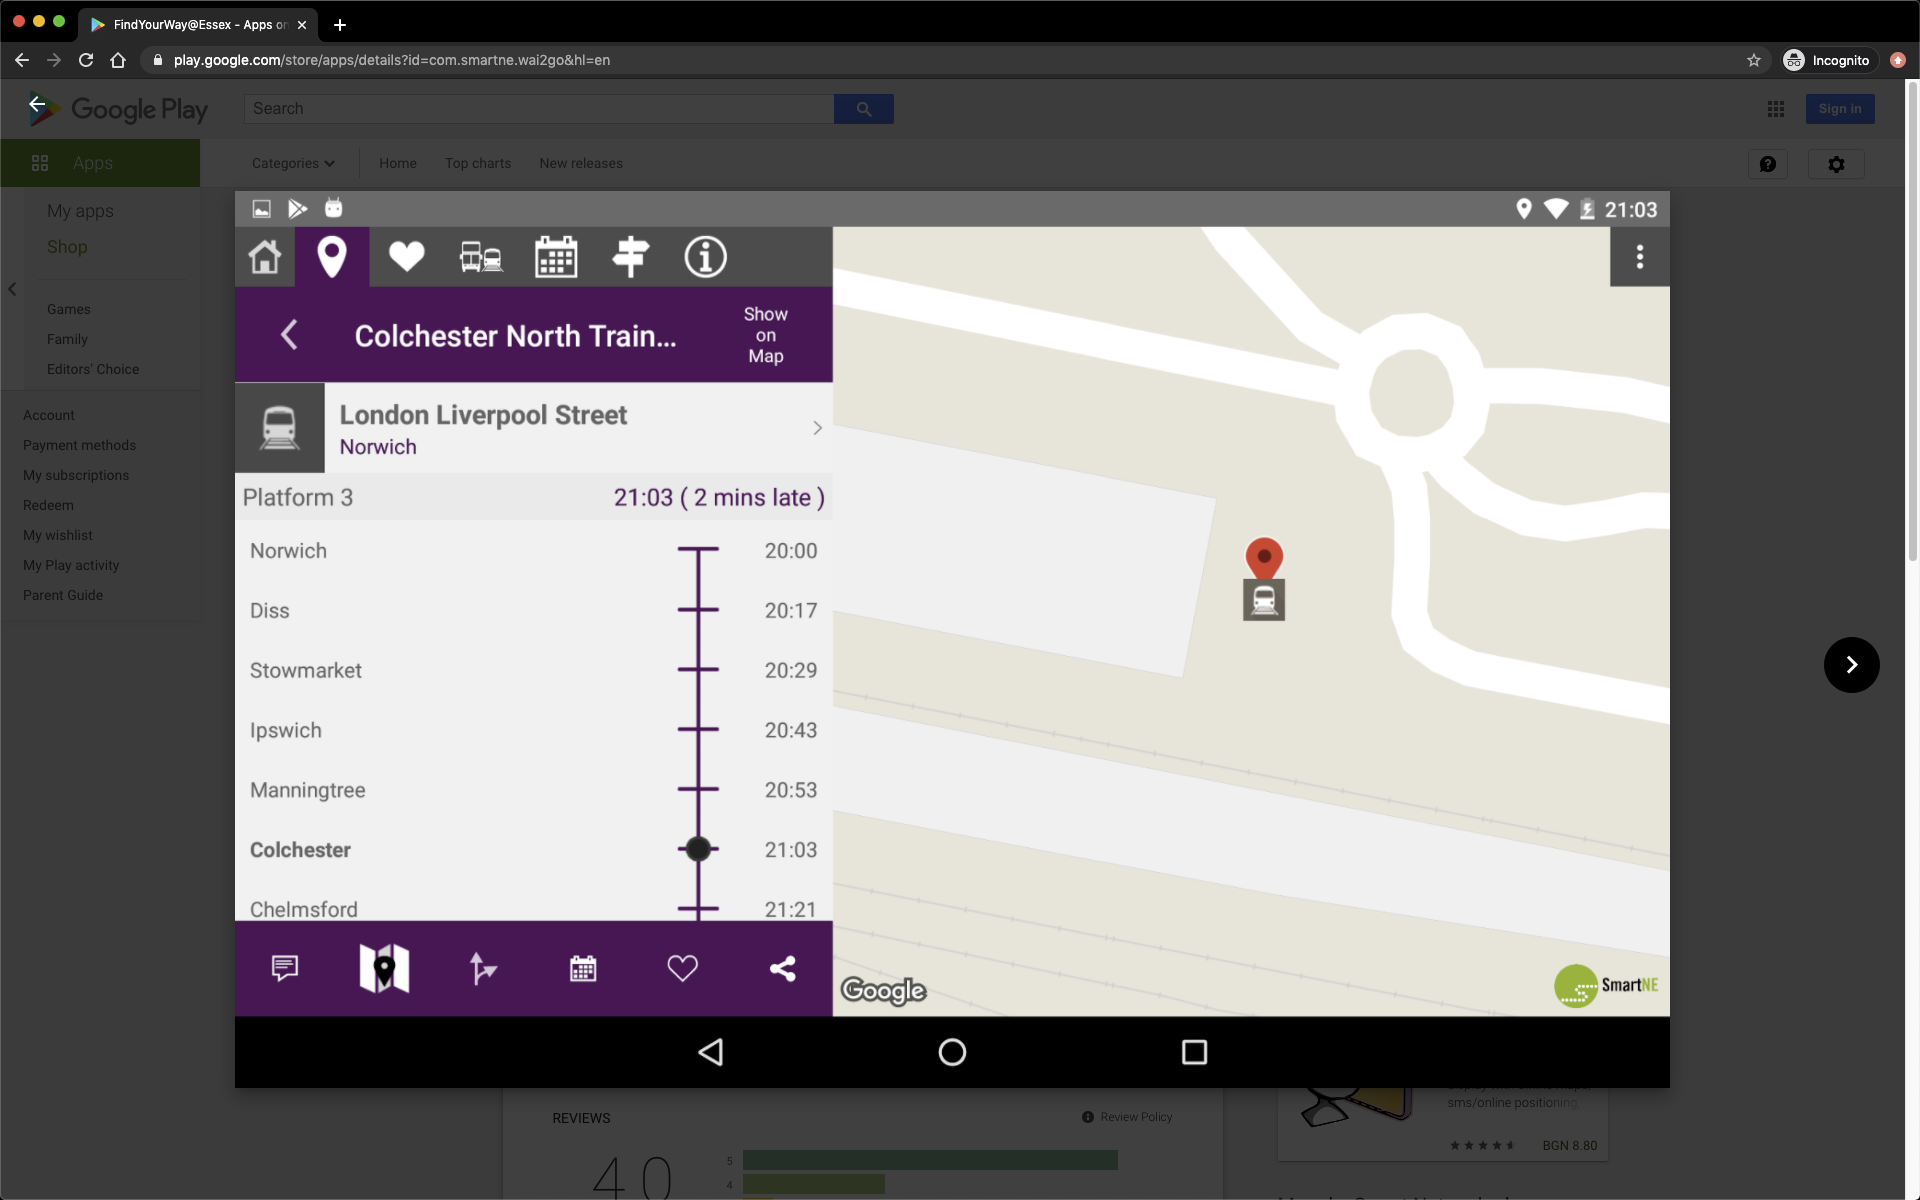 FindYourWay@Essex - Apps on
play.google.com/store/apps/details?id=com.smartne.wai2go&hl=en
Incognito
Google Play
Search
Sign in
Apps
Categories
Home
Top charts
New releases
My apps
Shop
Games
Family
Editors' Choice
Account
Payment methods
My subscriptions
Redeem
My wishlist
My Play activity
Parent Guide
21:03
Colchester North Train...
Show
on
Map
London Liverpool Street
Norwich
Platform 3
21:03 ( 2 mins late )
Norwich 20:00
Diss 20:17
Stowmarket 20:29
Ipswich 20:43
Manningtree 20:53
Colchester 21:03
Chelmsford 21:21
Google
SmartNE
sms/online positioning
REVIEWS
Review Policy
BGN 8.80
4.0
5
4